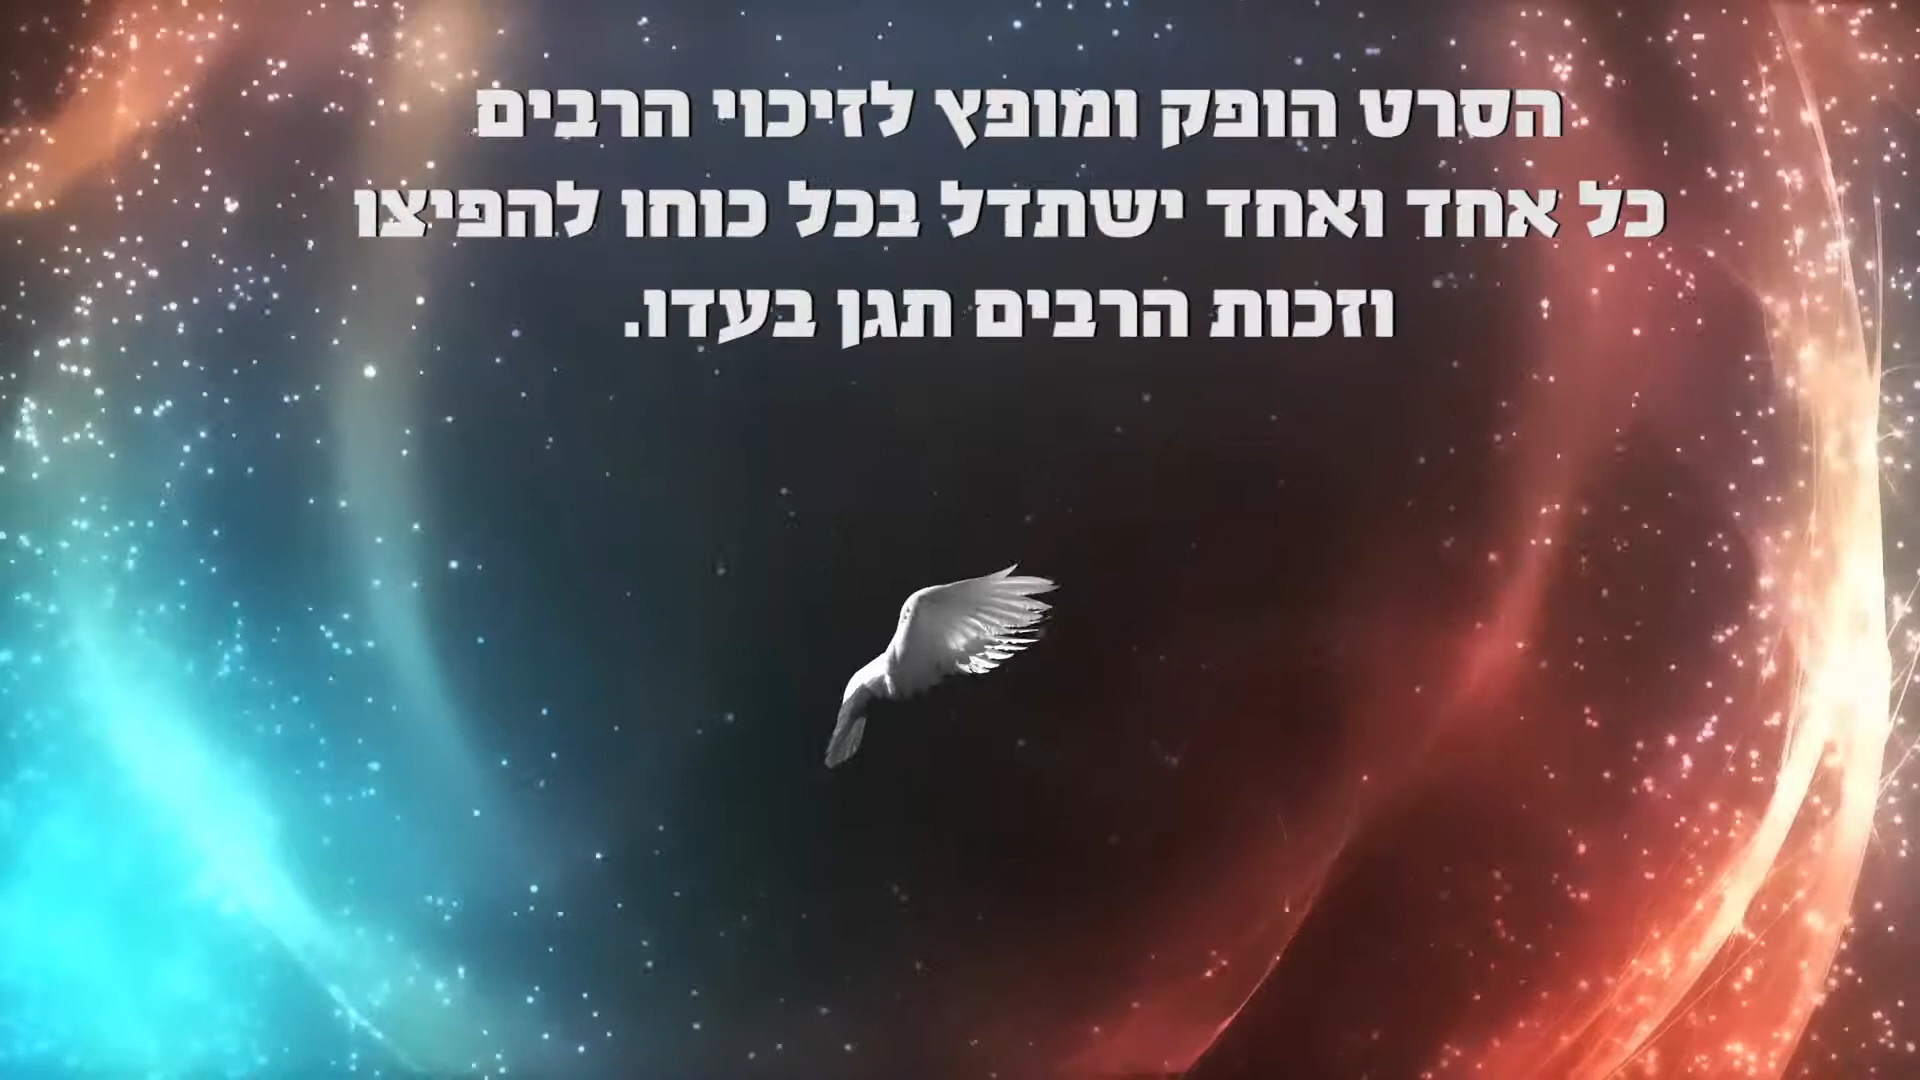 הסרט הופק ומופץ לזיכוי הרבים
כל אחד ואחד ישתדל בכל כוחו להפיצו
וזכות הרבים תגן בעדו.